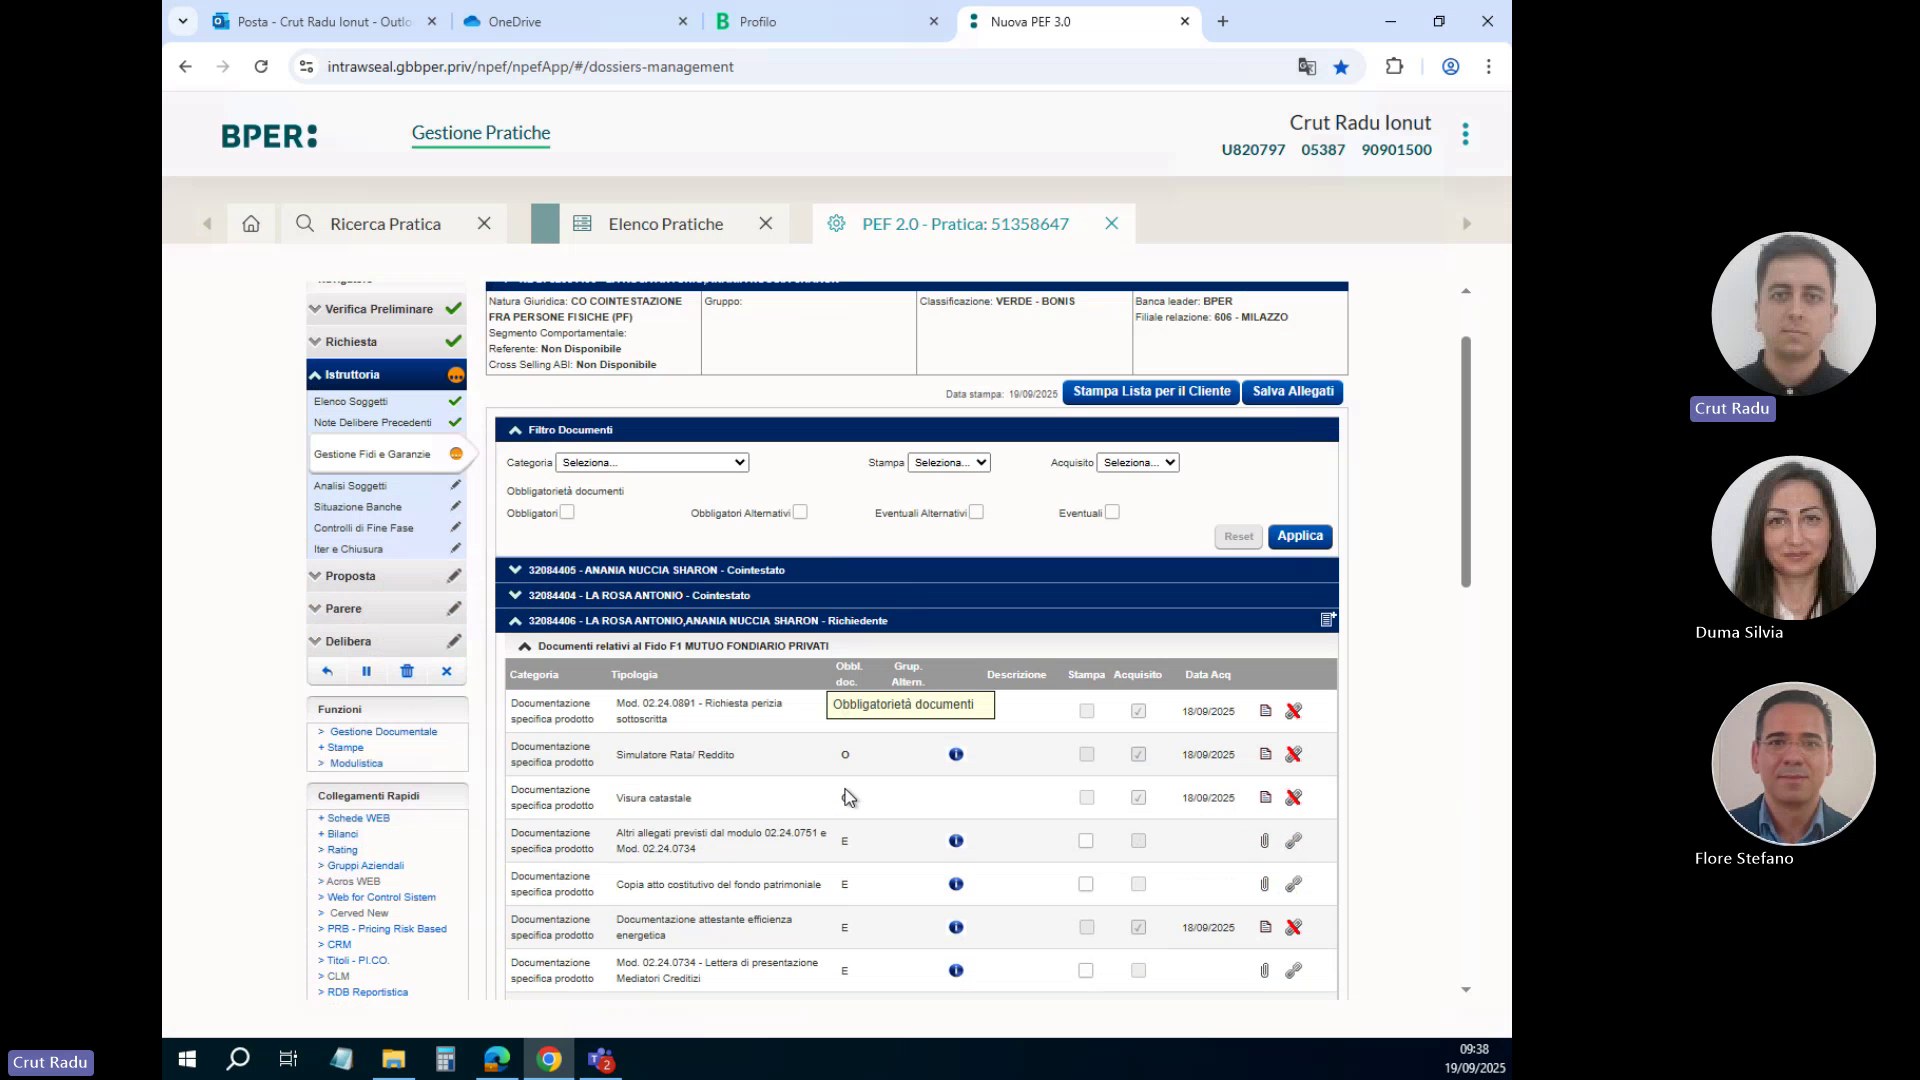 Posta - Crut Radu Ionut - Outlo
OneDrive
Profilo
Nuova PEF 3.0
intrawseal.gbbper.priv/npef/npefApp/#/dossiers-management
BPER:
Gestione Pratiche
Crut Radu Ionut
U820797 05387 90901500
Ricerca Pratica
Elenco Pratiche
PEF 2.0 - Pratica: 51358647
Verifica Preliminare
Richiesta
Istruttoria
Elenco Soggetti
Note Delibere Precedenti
Gestione Fidi e Garanzie
Analisi Soggetti
Situazione Banche
Controlli di Fine Fase
Iter e Chiusura
Proposta
Parere
Delibera
Funzioni
> Gestione Documentale
+ Stampe
> Modulistica
Collegamenti Rapidi
+ Schede WEB
+ Bilanci
> Rating
> Gruppi Aziendali
> Acros WEB
> Web for Control Sistem
> Cerved New
> PRB - Pricing Risk Based
> CRM
> Titoli - PI.CO.
> CLM
> RDB Reportistica
Natura Giuridica: CO COINTESTAZIONE
FRA PERSONE FISICHE (PF)
Segmento Comportamentale:
Referente: Non Disponibile
Cross Selling ABI: Non Disponibile
Gruppo:
Classificazione: VERDE - BONIS
Banca leader: BPER
Filiale relazione: 606 - MILAZZO
Data stampa: 19/09/2025
Stampa Lista per il Cliente
Salva Allegati
Filtro Documenti
Categoria Seleziona...
Stampa Seleziona...
Acquisito Seleziona...
Obbligatorietà documenti
Obbligatori
Obbligatori Alternativi
Eventuali Alternativi
Eventuali
Reset
Applica
32084405 - ANANIA NUCCIA SHARON - Cointestato
32084404 - LA ROSA ANTONIO - Cointestato
32084406 - LA ROSA ANTONIO,ANANIA NUCCIA SHARON - Richiedente
Documenti relativi al Fido F1 MUTUO FONDIARIO PRIVATI
Categoria Tipologia Obbl. doc. Grup. Altern. Descrizione Stampa Acquisito Data Acq
Obbligatorietà documenti
Documentazione specifica prodotto
Mod. 02.24.0891 - Richiesta perizia sottoscritta
18/09/2025
Documentazione specifica prodotto
Simulatore Rata/ Reddito
O
18/09/2025
Documentazione specifica prodotto
Visura catastale
18/09/2025
Documentazione specifica prodotto
Altri allegati previsti dal modulo 02.24.0751 e Mod. 02.24.0734
E
Documentazione specifica prodotto
Copia atto costitutivo del fondo patrimoniale
E
Documentazione specifica prodotto
Documentazione attestante efficienza energetica
E
18/09/2025
Documentazione specifica prodotto
Mod. 02.24.0734 - Lettera di presentazione Mediatori Creditizi
E
Crut Radu
Duma Silvia
Flore Stefano
Crut Radu
2
09:38
19/09/2025